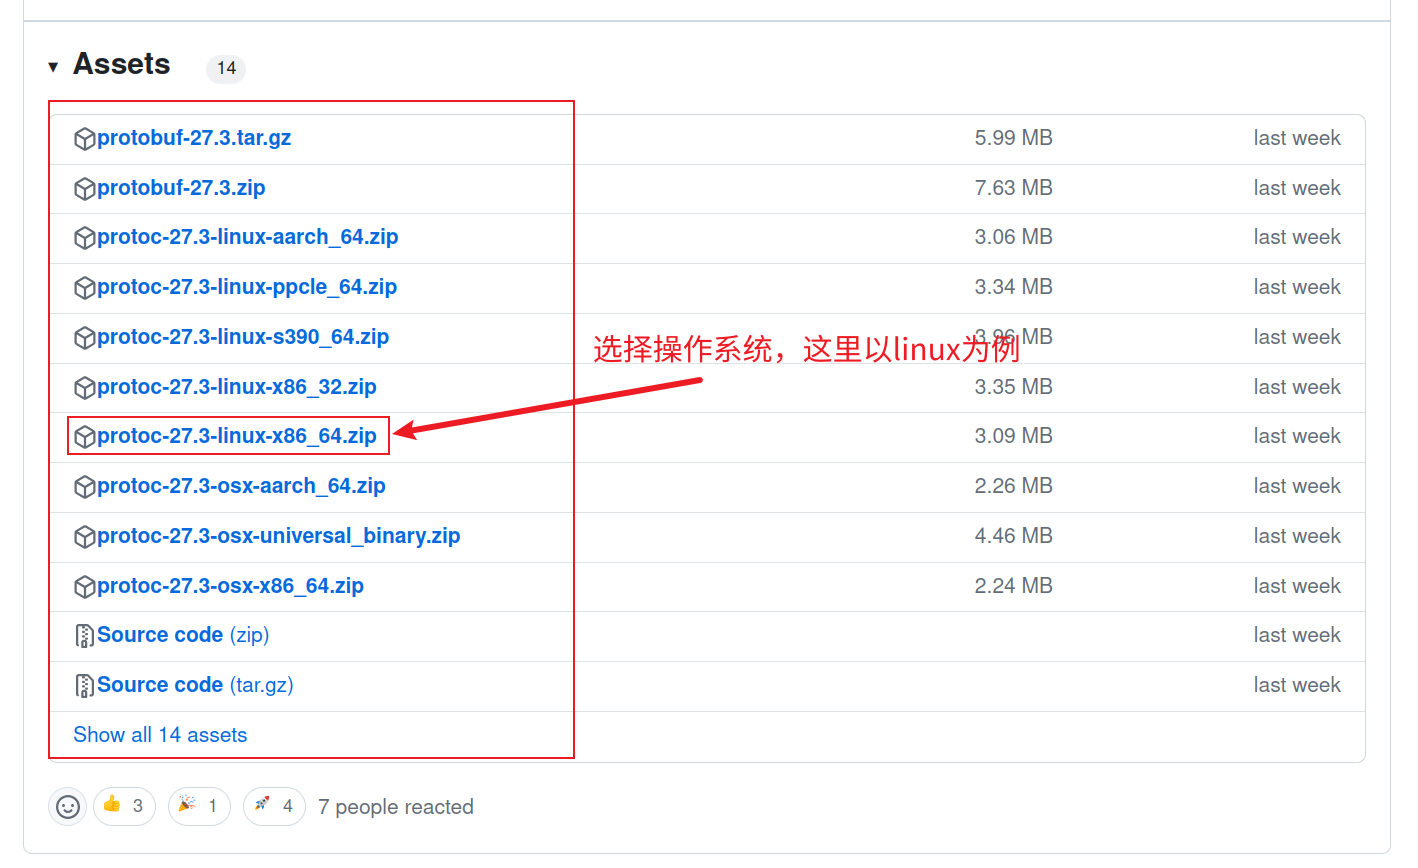 Assets 14
protobuf-27.3.tar.gz 5.99 MB last week
protobuf-27.3.zip 7.63 MB last week
protoc-27.3-linux-aarch_64.zip 3.06 MB last week
protoc-27.3-linux-ppcle_64.zip 3.34 MB last week
protoc-27.3-linux-s390_64.zip 3.96 MB last week
选择操作系统，这里以linux为例
protoc-27.3-linux-x86_32.zip 3.35 MB last week
protoc-27.3-linux-x86_64.zip 3.09 MB last week
protoc-27.3-osx-aarch_64.zip 2.26 MB last week
protoc-27.3-osx-universal_binary.zip 4.46 MB last week
protoc-27.3-osx-x86_64.zip 2.24 MB last week
Source code (zip) last week
Source code (tar.gz) last week
Show all 14 assets
3 1 4 7 people reacted